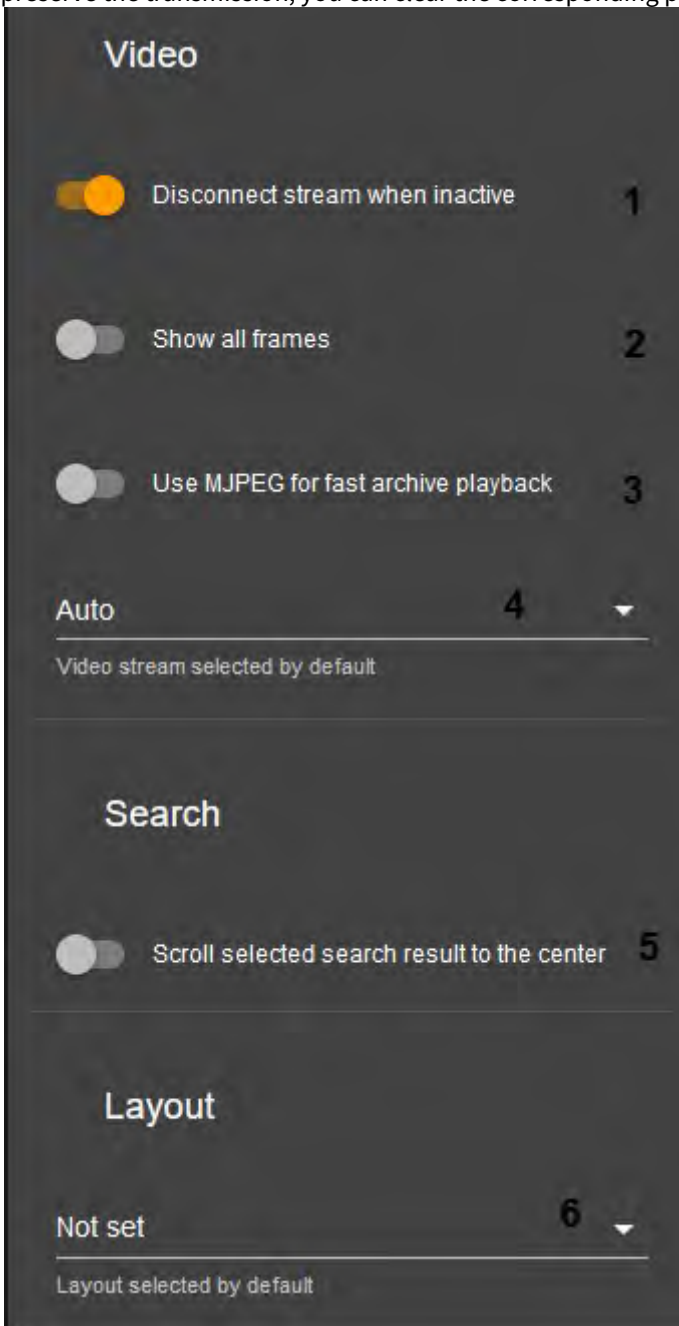 preserve the transmission, you can clear the corresponding p
Video
Disconnect stream when inactive 1
Show all frames 2
Use MJPEG for fast archive playback 3
Auto 4
Video stream selected by default
Search
Scroll selected search result to the center 5
Layout
Not set 6
Layout selected by default